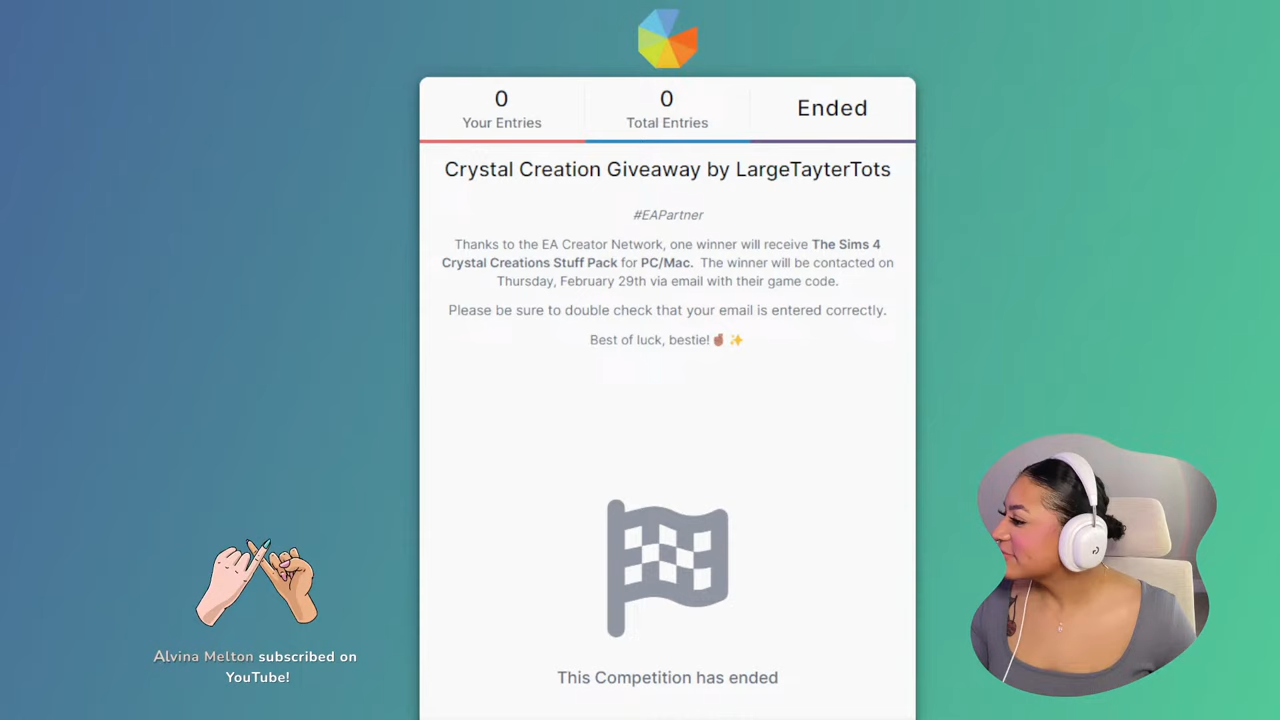 0
Your Entries
0
Total Entries
Ended
Crystal Creation Giveaway by LargeTayterTots
#EAPartner
Thanks to the EA Creator Network, one winner will receive The Sims 4
Crystal Creations Stuff Pack for PC/Mac. The winner will be contacted on
Thursday, February 29th via email with their game code.
Please be sure to double check that your email is entered correctly.
Best of luck, bestie!🫰🏾✨
This Competition has ended
Alvina Melton subscribed on
YouTube!